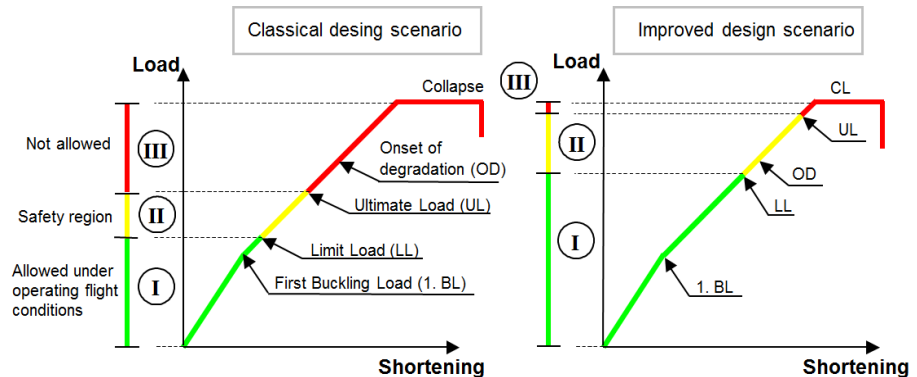 Classical desing scenario
Load
Collapse
Not allowed
III
Onset of
degradation (OD)
Ultimate Load (UL)
Safety region
II
Limit Load (LL)
First Buckling Load (1. BL)
Allowed under
operating flight
conditions
I
Shortening
Improved design scenario
Load
III
CL
UL
II
OD
LL
I
1. BL
Shortening